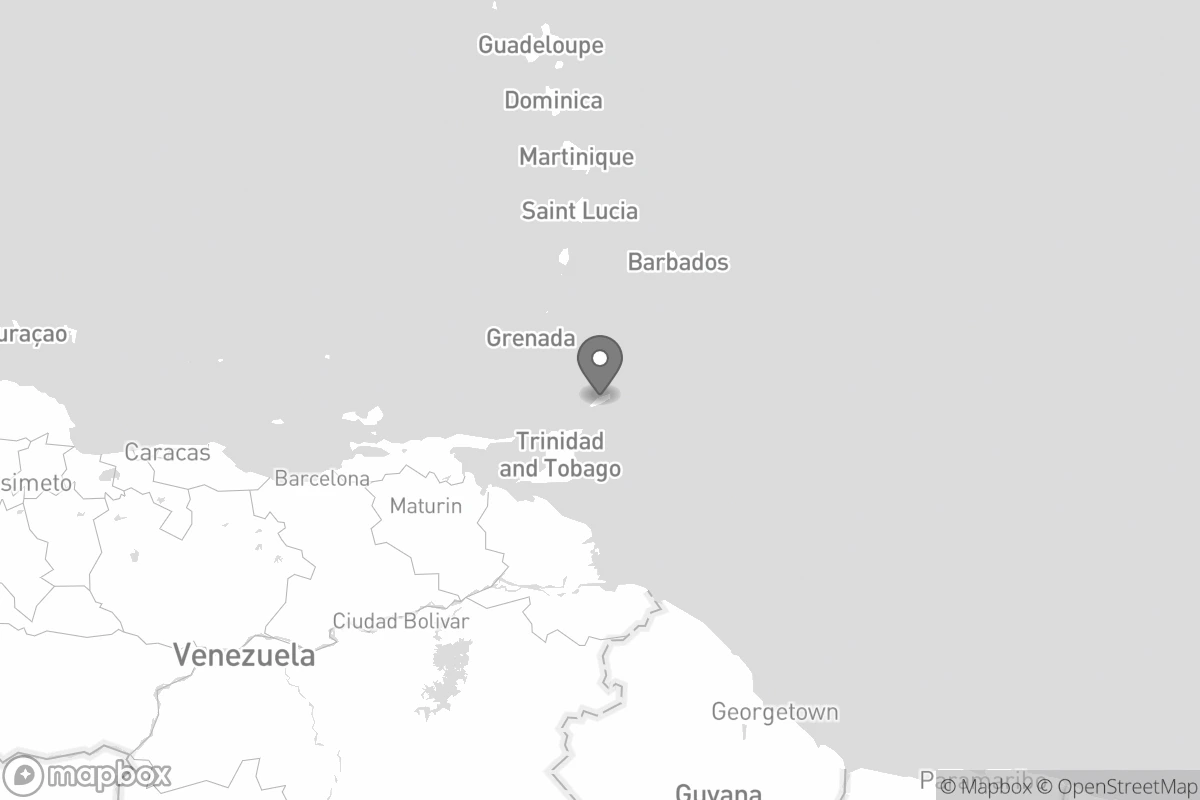 Guadeloupe
Dominica
Martinique
Saint Lucia
Barbados
uraçao
Grenada
Trinidad
and Tobago
Caracas
Barcelona
simeto
Maturin
Ciudad Bolivar
Venezuela
Georgetown
Paramaribo
Guyana
mapbox
© Mapbox © OpenStreetMap